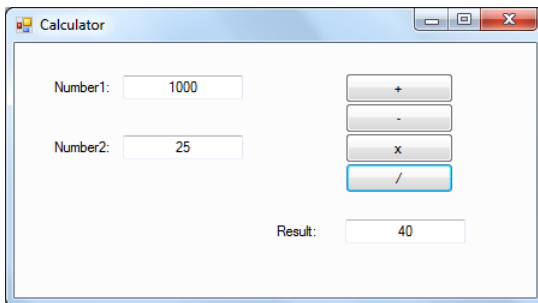 Calculator
Number1: 1000
+
-
Number2: 25
x
/
Result: 40